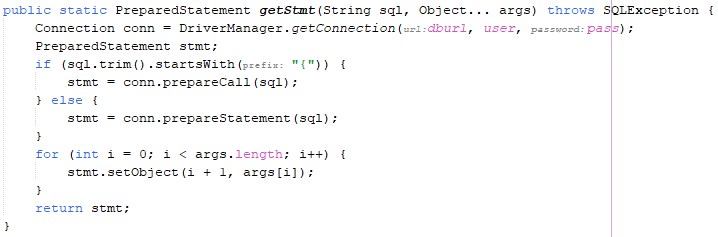 public static PreparedStatement getStmt(String sql, Object... args) throws SQLException {
Connection conn = DriverManager.getConnection(url:dburl, user, password:pass);
PreparedStatement stmt;
if (sql.trim().startsWith(prefix: "{")) {
stmt = conn.prepareCall(sql);
} else {
stmt = conn.prepareStatement(sql);
}
for (int i = 0; i < args.length; i++) {
stmt.setObject(i + 1, args[i]);
}
return stmt;
}